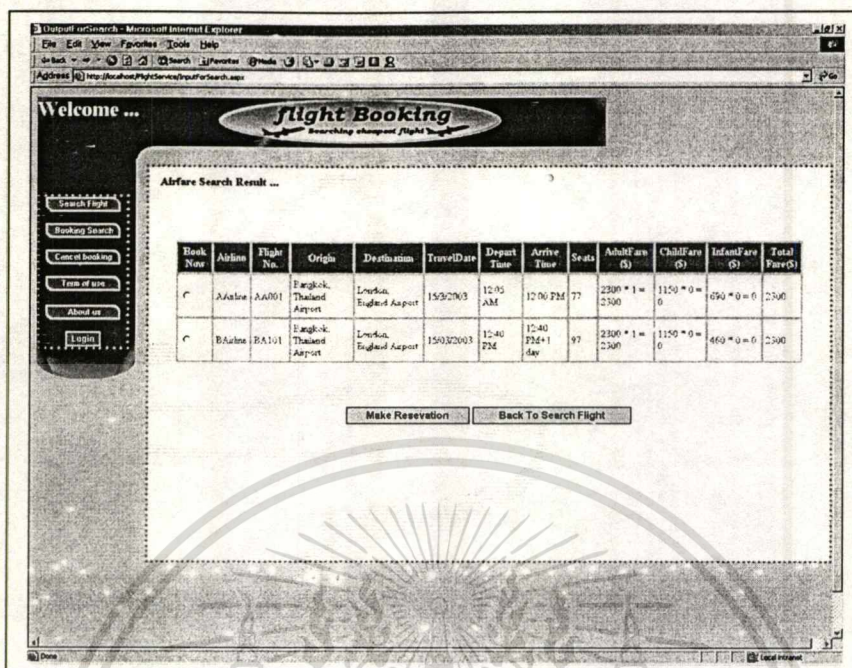 OutputForSearch - Microsoft Internet Explorer
File Edit View Favorites Tools Help
Back Search Favorites Media
Address http://localhost/FlightService/InputForSearch.aspx Go
Welcome ...
flight Booking
Searching cheapest flight
Airfare Search Result ...
Search Flight
Booking Search
Cancel booking
Term of use
About us
Login
Book Now Airline Flight No. Origin Destination TravelDate Depart Time Arrive Time Seats AdultFare ($) ChildFare ($) InfantFare ($) Total Fare($)
AAirline AA001 Bangkok, Thailand Airport London, England Airport 15/3/2003 12:05 AM 12:00 PM 77 2300 * 1 = 2300 1150 * 0 = 0 690 * 0 = 0 2300
BAirline BA101 Bangkok, Thailand Airport London, England Airport 15/03/2003 12:40 PM 12:40 PM+1 day 97 2300 * 1 = 2300 1150 * 0 = 0 460 * 0 = 0 2300
Make Resevation Back To Search Flight
Done Local intranet